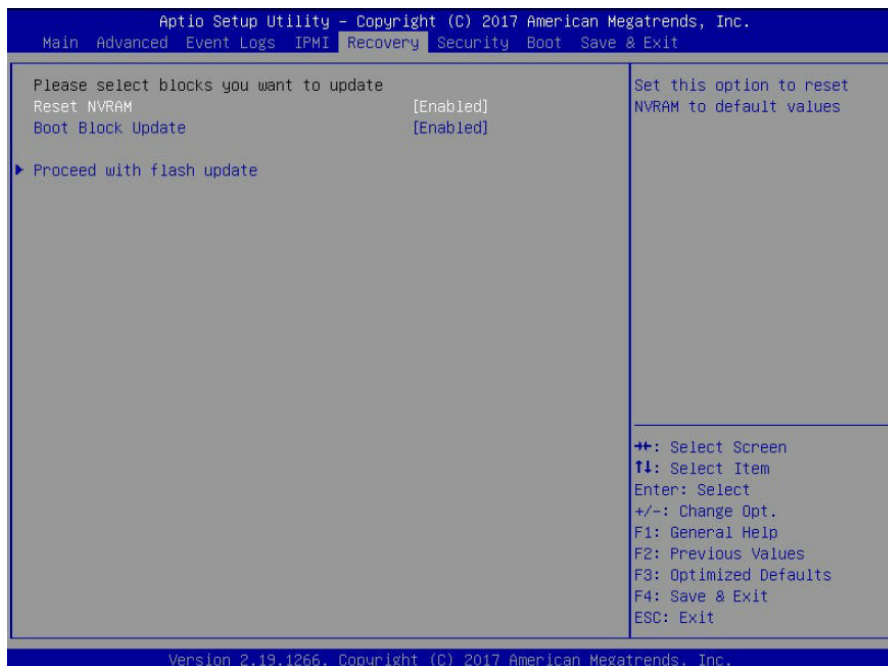 Aptio Setup Utility – Copyright (C) 2017 American Megatrends, Inc.
Main Advanced Event Logs IPMI Recovery Security Boot Save & Exit
Please select blocks you want to update
Reset NVRAM [Enabled]
Boot Block Update [Enabled]
Proceed with flash update
Set this option to reset
NVRAM to default values
→←: Select Screen
↑↓: Select Item
Enter: Select
+/-: Change Opt.
F1: General Help
F2: Previous Values
F3: Optimized Defaults
F4: Save & Exit
ESC: Exit
Version 2.19.1266. Copyright (C) 2017 American Megatrends, Inc.